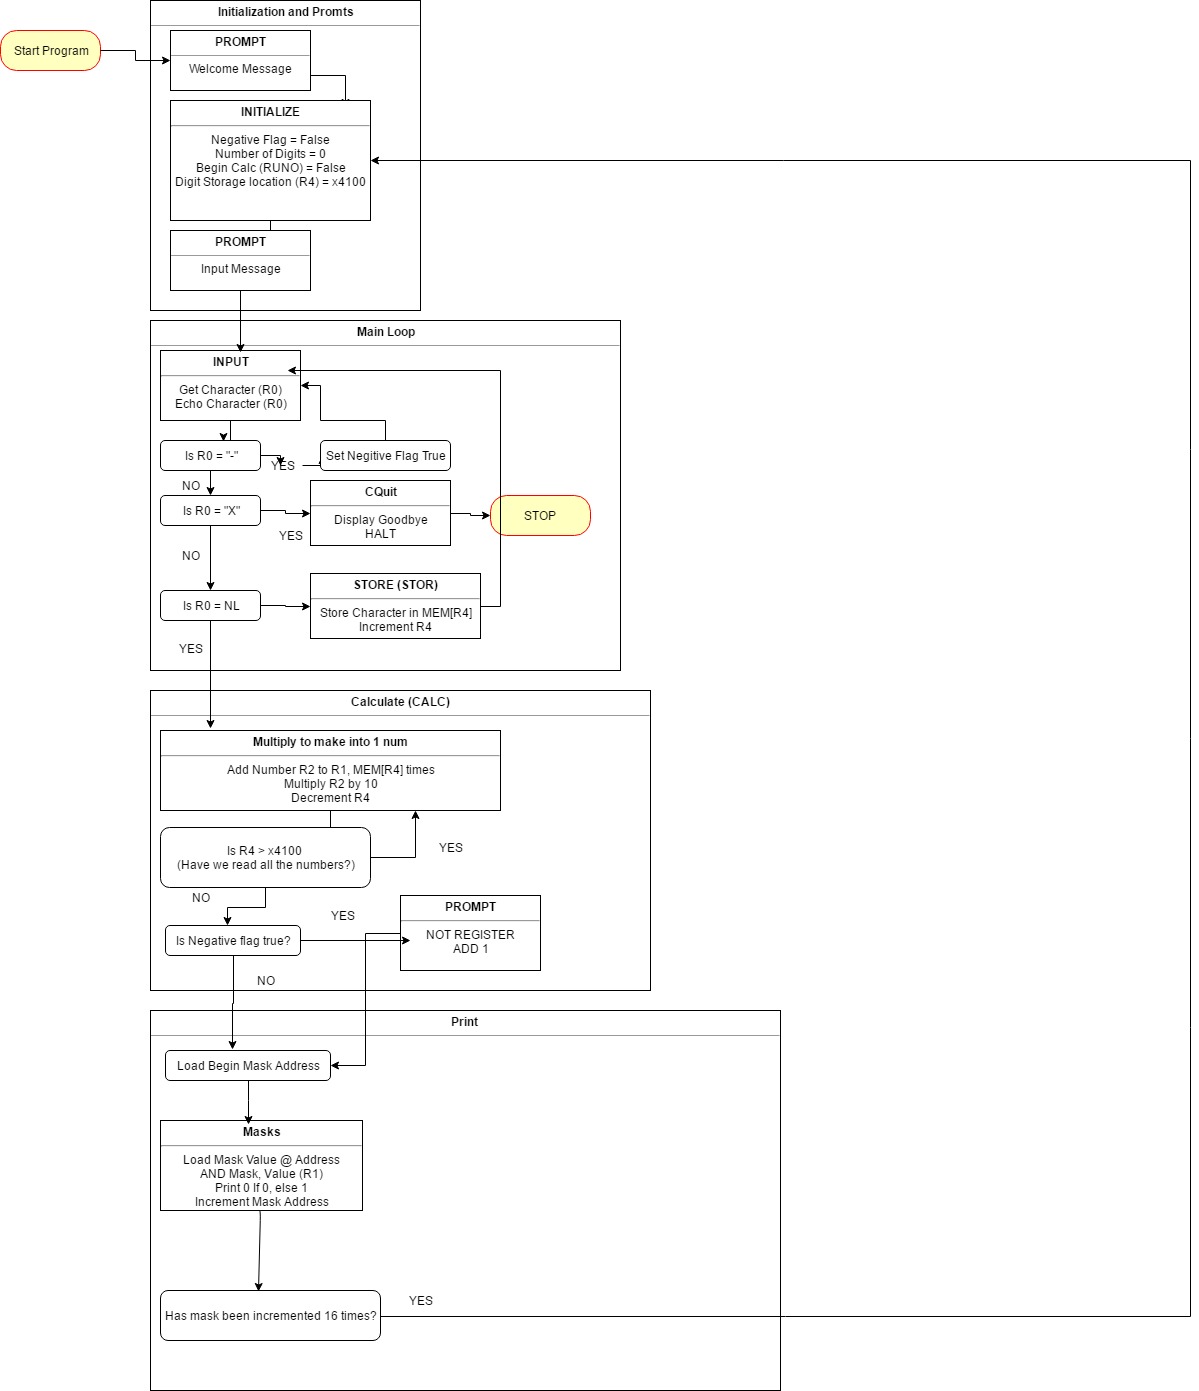 Initialization and Promts
Start Program
PROMPT
Welcome Message
INITIALIZE
Negative Flag = False
Number of Digits = 0
Begin Calc (RUNO) = False
Digit Storage location (R4) = x4100
PROMPT
Input Message
Main Loop
INPUT
Get Character (R0)
Echo Character (R0)
Is R0 = "-"
YES
Set Negitive Flag True
NO
Is R0 = "X"
YES
CQuit
Display Goodbye
HALT
STOP
NO
Is R0 = NL
STORE (STOR)
Store Character in MEM[R4]
Increment R4
YES
Calculate (CALC)
Multiply to make into 1 num
Add Number R2 to R1, MEM[R4] times
Multiply R2 by 10
Decrement R4
Is R4 > x4100
(Have we read all the numbers?)
YES
NO
Is Negative flag true?
YES
PROMPT
NOT REGISTER
ADD 1
NO
Print
Load Begin Mask Address
Masks
Load Mask Value @ Address
AND Mask, Value (R1)
Print 0 If 0, else 1
Increment Mask Address
Has mask been incremented 16 times?
YES